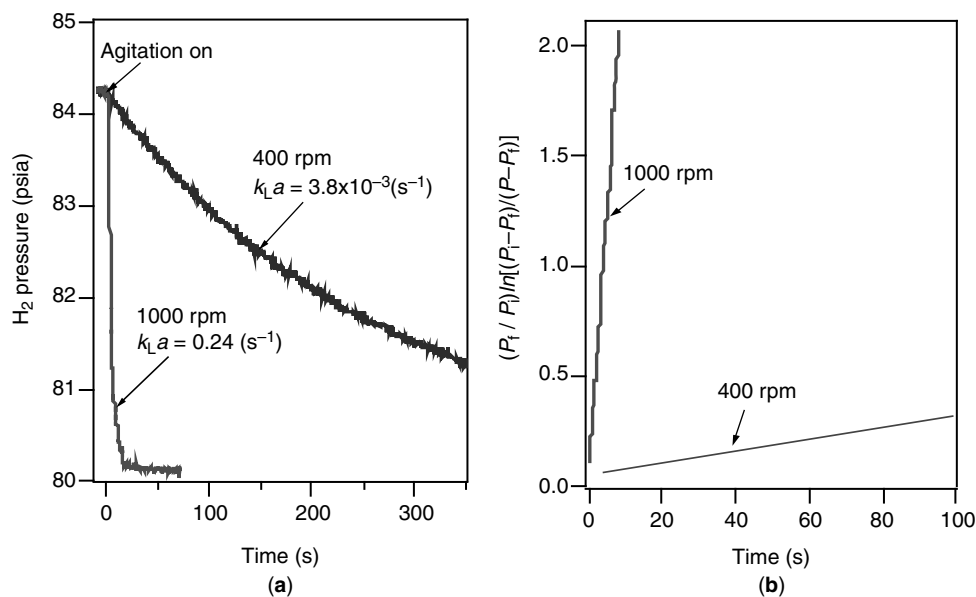 85
84
83
82
81
80
H₂ pressure (psia)
Agitation on
400 rpm
kLa = 3.8x10⁻³(s⁻¹)
1000 rpm
kLa = 0.24 (s⁻¹)
0
100
200
300
Time (s)
(a)
2.0
1.5
1.0
0.5
0.0
(Pf / Pi)ln[(Pi–Pf)/(P–Pf)]
1000 rpm
400 rpm
0
20
40
60
80
100
Time (s)
(b)